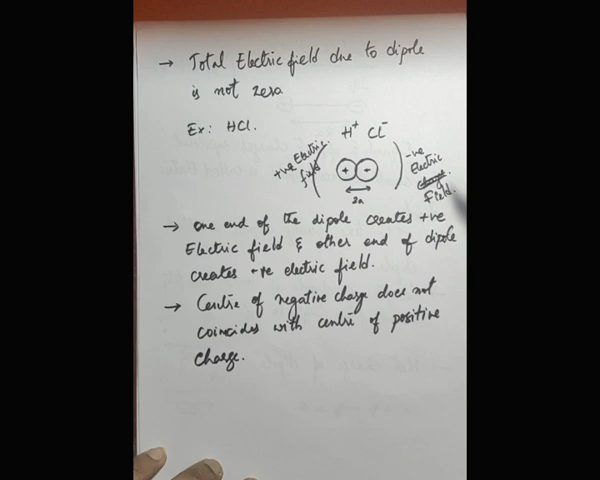 → Total Electric field due to dipole
is not zero
Ex: HCl.
H⁺ Cl⁻
+ve Electric
field
+ -
2a
-ve
Electric
field.
→ one end of the dipole creates +ve
Electric field & other end of dipole
creates -ve electric field.
→ Centre of negative charge does not
coincides with centre of positive
charge.